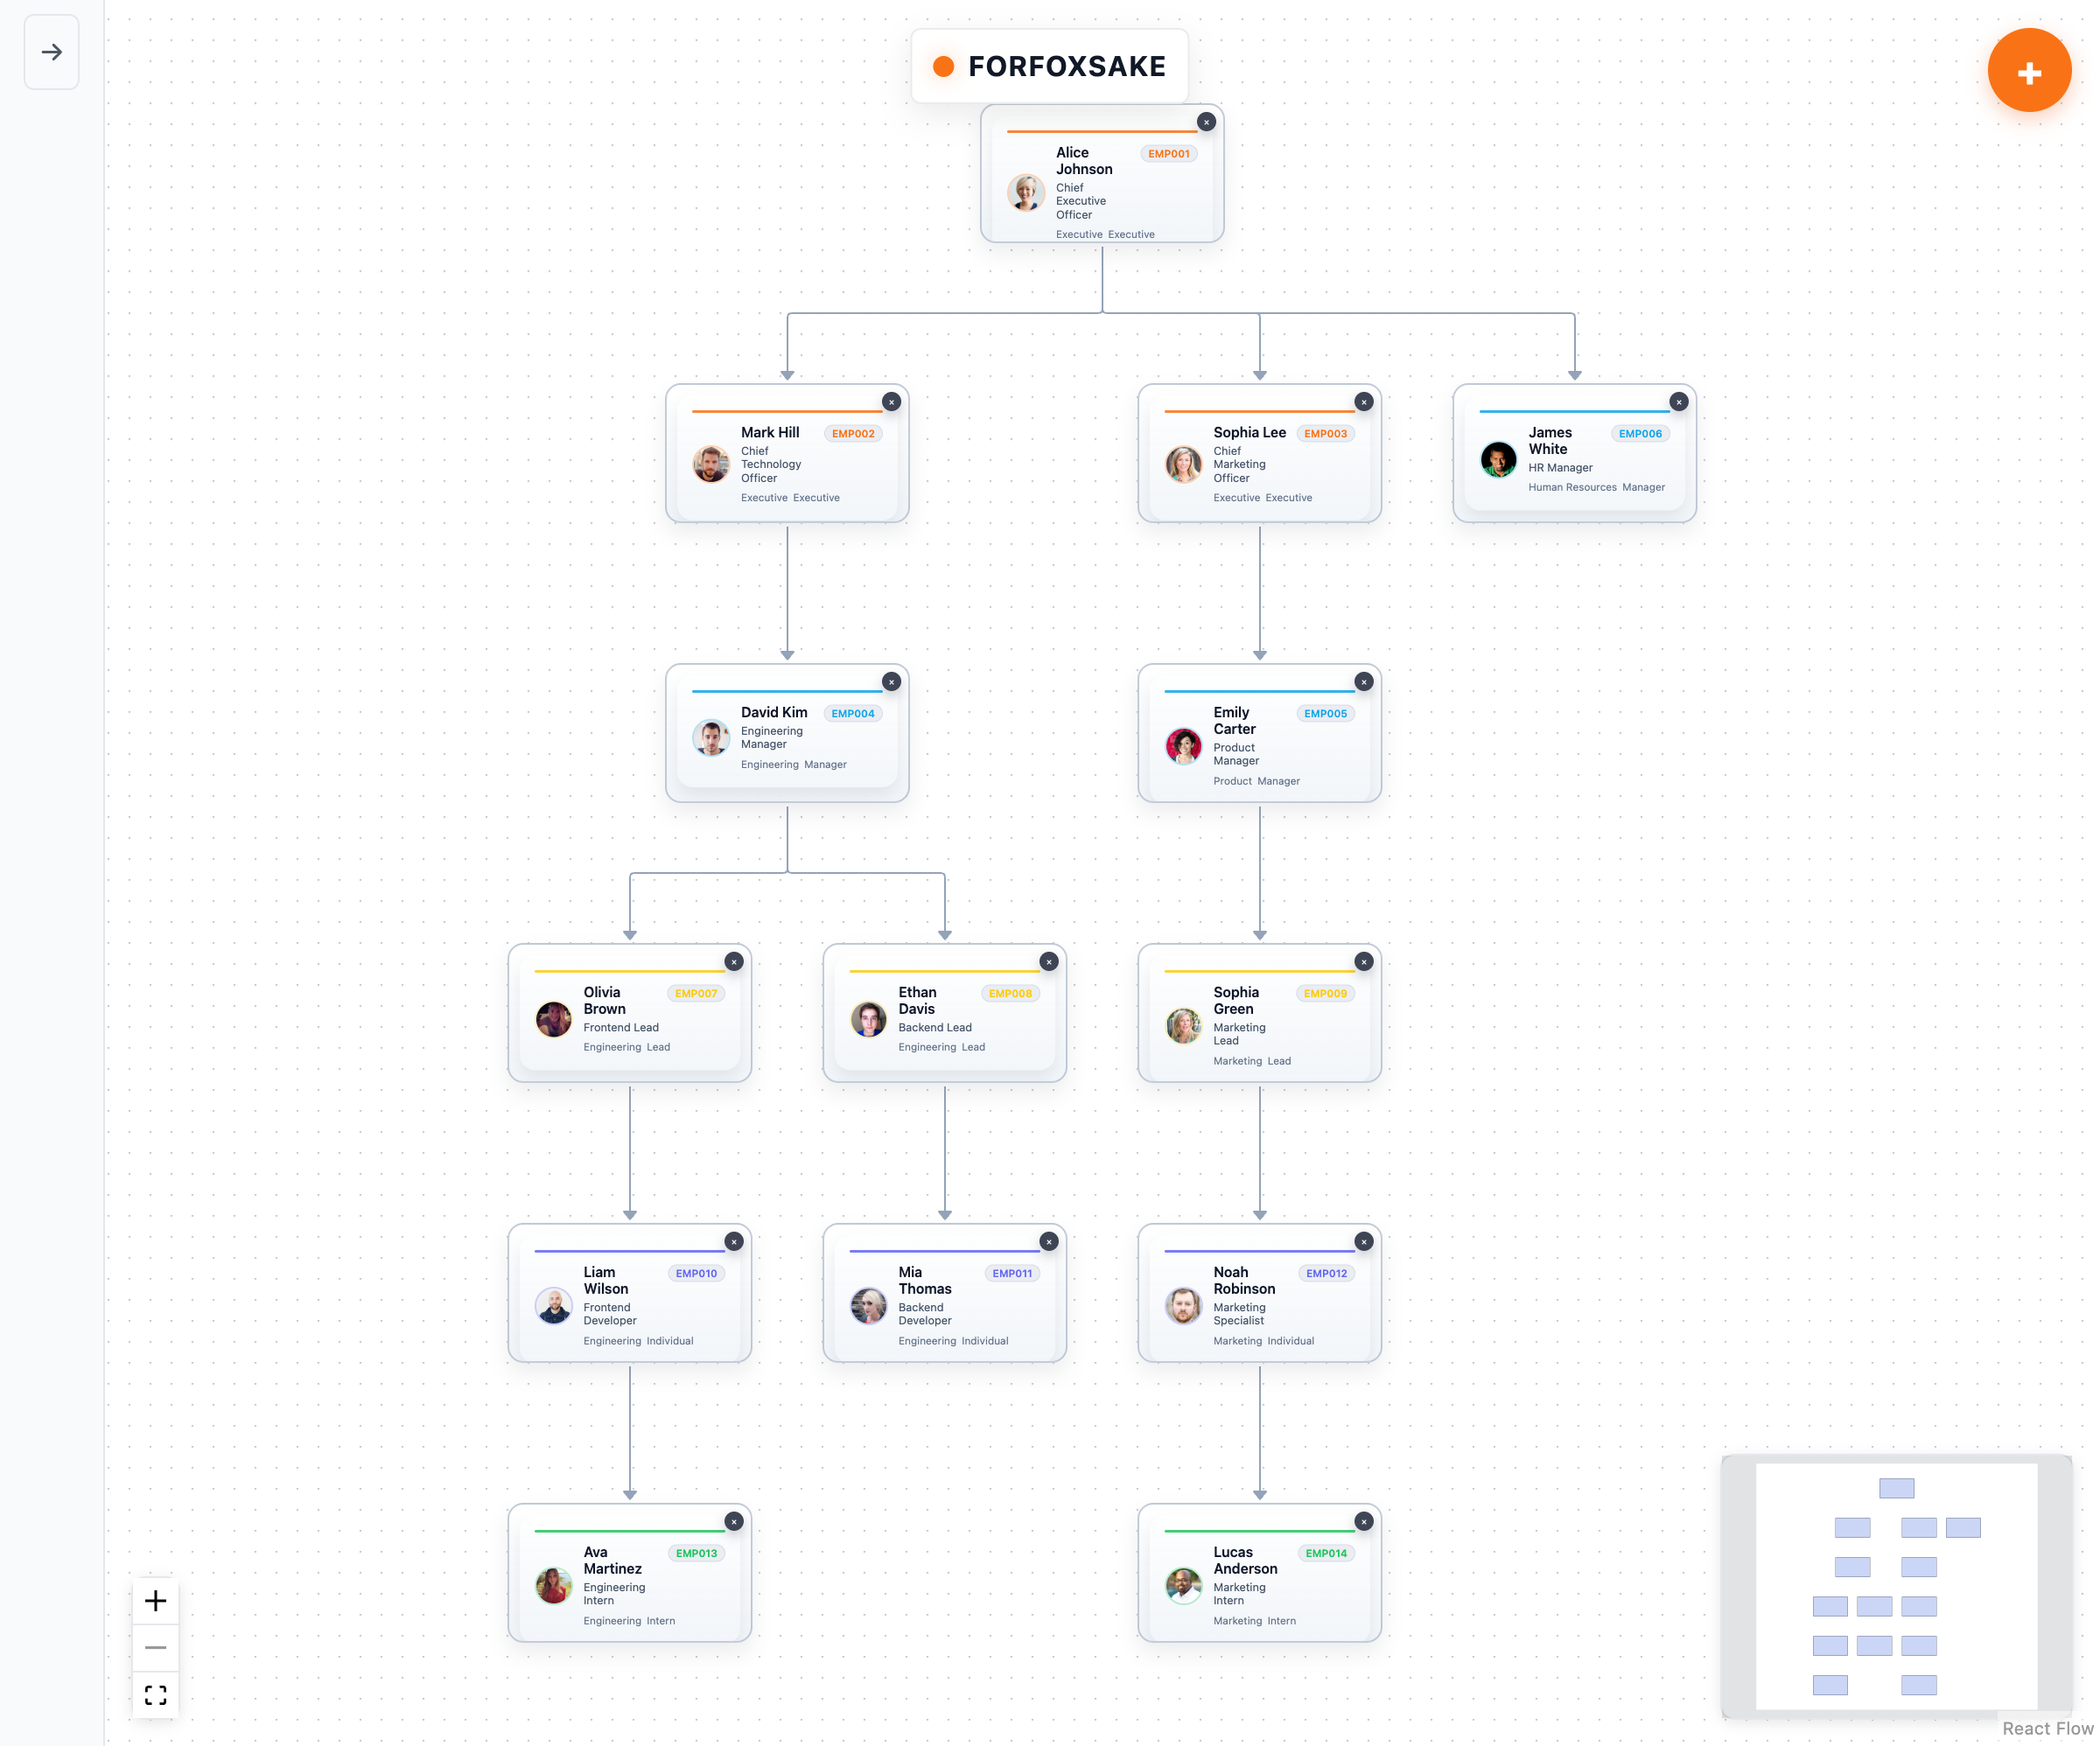 FORFOXSAKE
Alice
Johnson
EMP001
Chief
Executive
Officer
Executive Executive
Mark Hill
EMP002
Chief
Technology
Officer
Executive Executive
Sophia Lee
EMP003
Chief
Marketing
Officer
Executive Executive
James
White
EMP006
HR Manager
Human Resources Manager
David Kim
EMP004
Engineering
Manager
Engineering Manager
Emily
Carter
EMP005
Product
Manager
Product Manager
Olivia
Brown
EMP007
Frontend Lead
Engineering Lead
Ethan
Davis
EMP008
Backend Lead
Engineering Lead
Sophia
Green
EMP009
Marketing
Lead
Marketing Lead
Liam
Wilson
EMP010
Frontend
Developer
Engineering Individual
Mia
Thomas
EMP011
Backend
Developer
Engineering Individual
Noah
Robinson
EMP012
Marketing
Specialist
Marketing Individual
Ava
Martinez
EMP013
Engineering
Intern
Engineering Intern
Lucas
Anderson
EMP014
Marketing
Intern
Marketing Intern
React Flow